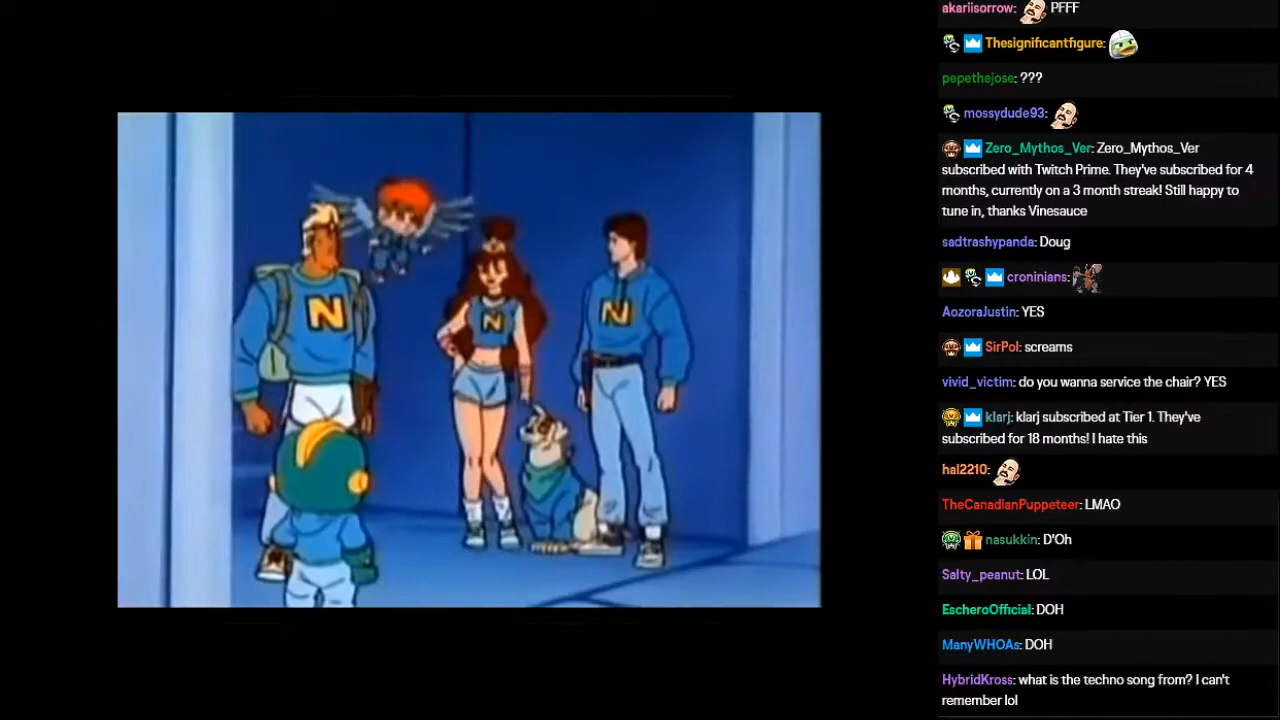 N
N
N
akariisorrow: PFFF
Thesignificantfigure:
pepethejose: ???
mossydude93:
Zero_Mythos_Ver: Zero_Mythos_Ver
subscribed with Twitch Prime. They've subscribed for 4
months, currently on a 3 month streak! Still happy to
tune in, thanks Vinesauce
sadtrashypanda: Doug
croninians:
AozoraJustin: YES
SirPol: screams
vivid_victim: do you wanna service the chair? YES
klarj: klarj subscribed at Tier 1. They've
subscribed for 18 months! I hate this
hal2210:
TheCanadianPuppeteer: LMAO
nasukkin: D'Oh
Salty_peanut: LOL
EscheroOfficial: DOH
ManyWHOAs: DOH
HybridKross: what is the techno song from? I can't
remember lol